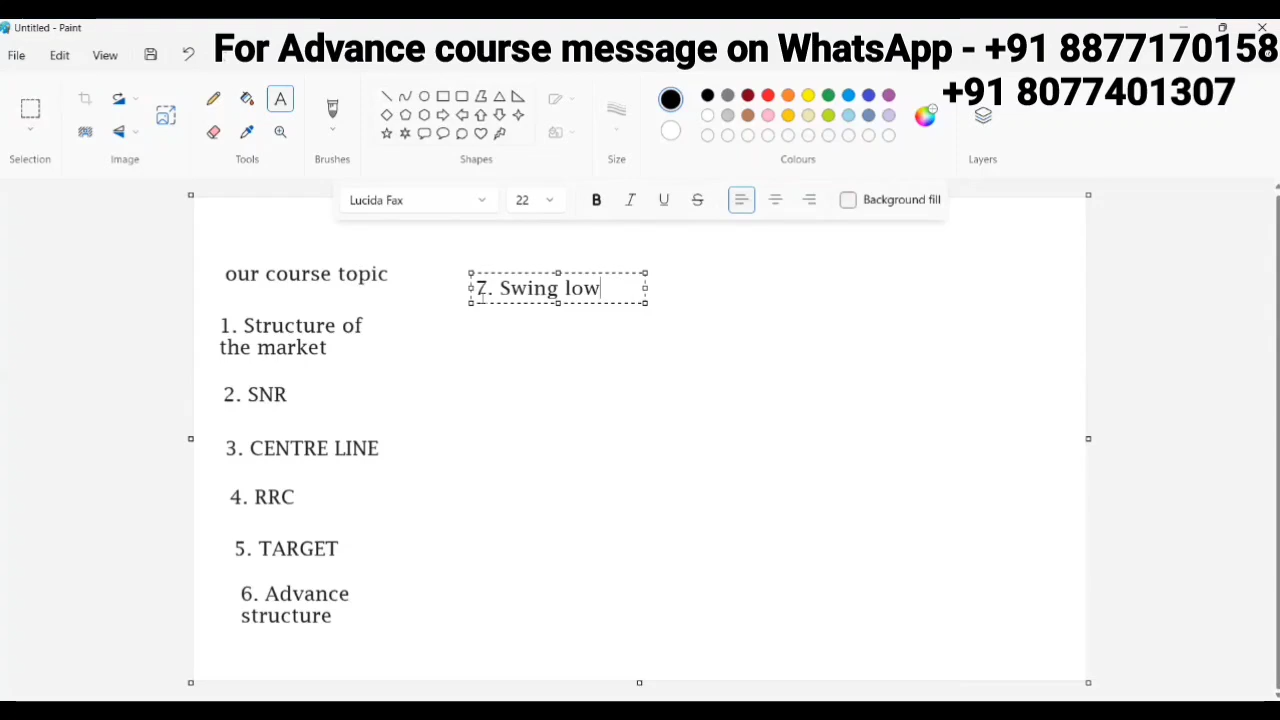 Untitled - Paint
For Advance course message on WhatsApp - +91 8877170158
+91 8077401307
File Edit View
Selection Image Tools Brushes Shapes Size Colours Layers
Lucida Fax 22 B I U S Background fill
our course topic
1. Structure of
the market
2. SNR
3. CENTRE LINE
4. RRC
5. TARGET
6. Advance
structure
7. Swing low